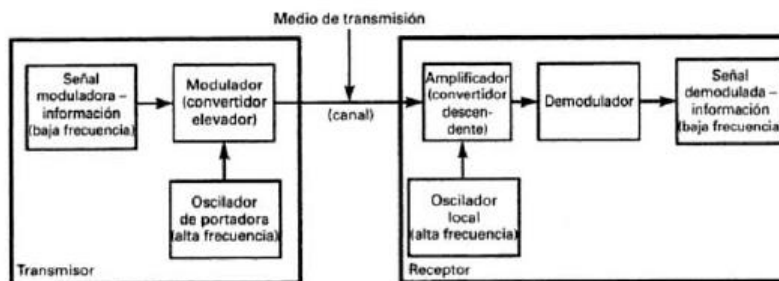 Medio de transmisión
Señal
moduladora –
información
(baja frecuencia)
Modulador
(convertidor
elevador)
Oscilador
de portadora
(alta frecuencia)
Transmisor
(canal)
Amplificador
(convertidor
descen-
dente)
Demodulador
Señal
demodulada –
información
(baja frecuencia)
Oscilador
local
(alta frecuencia)
Receptor